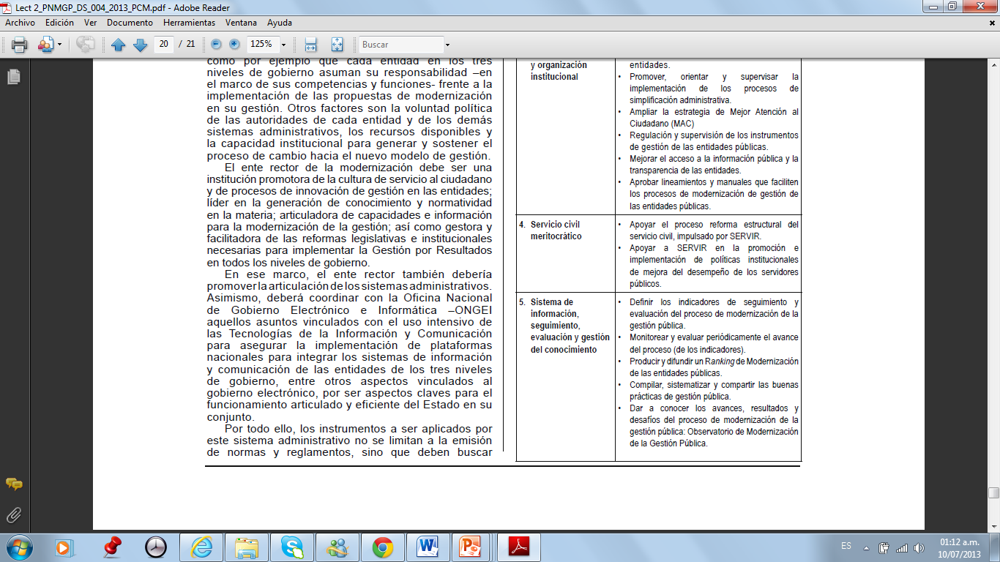 Lect 2_PNMGP_DS_004_2013_PCM.pdf - Adobe Reader
Archivo Edición Ver Documento Herramientas Ventana Ayuda
20 / 21 125% Buscar
como por ejemplo que cada entidad en los tres
niveles de gobierno asuman su responsabilidad –en
el marco de sus competencias y funciones- frente a la
implementación de las propuestas de modernización
en su gestión. Otros factores son la voluntad política
de las autoridades de cada entidad y de los demás
sistemas administrativos, los recursos disponibles y
la capacidad institucional para generar y sostener el
proceso de cambio hacia el nuevo modelo de gestión.
El ente rector de la modernización debe ser una
institución promotora de la cultura de servicio al ciudadano
y de procesos de innovación de gestión en las entidades;
líder en la generación de conocimiento y normatividad
en la materia; articuladora de capacidades e información
para la modernización de la gestión; así como gestora y
facilitadora de las reformas legislativas e institucionales
necesarias para implementar la Gestión por Resultados
en todos los niveles de gobierno.
En ese marco, el ente rector también debería
promover la articulación de los sistemas administrativos.
Asimismo, deberá coordinar con la Oficina Nacional
de Gobierno Electrónico e Informática –ONGEI
aquellos asuntos vinculados con el uso intensivo de
las Tecnologías de la Información y Comunicación
para asegurar la implementación de plataformas
nacionales para integrar los sistemas de información
y comunicación de las entidades de los tres niveles
de gobierno, entre otros aspectos vinculados al
gobierno electrónico, por ser aspectos claves para el
funcionamiento articulado y eficiente del Estado en su
conjunto.
Por todo ello, los instrumentos a ser aplicados por
este sistema administrativo no se limitan a la emisión
de normas y reglamentos, sino que deben buscar
y organización
institucional
entidades.
• Promover, orientar y supervisar la
implementación de los procesos de
simplificación administrativa.
• Ampliar la estrategia de Mejor Atención al
Ciudadano (MAC)
• Regulación y supervisión de los instrumentos
de gestión de las entidades públicas.
• Mejorar el acceso a la información pública y la
transparencia de las entidades.
• Aprobar lineamientos y manuales que faciliten
los procesos de modernización de gestión de
las entidades públicas.
4. Servicio civil
meritocrático
• Apoyar el proceso reforma estructural del
servicio civil, impulsado por SERVIR.
• Apoyar a SERVIR en la promoción e
implementación de políticas institucionales
de mejora del desempeño de los servidores
públicos.
5. Sistema de
información,
seguimiento,
evaluación y gestión
del conocimiento
• Definir los indicadores de seguimiento y
evaluación del proceso de modernización de la
gestión pública.
• Monitorear y evaluar periódicamente el avance
del proceso (de los indicadores).
• Producir y difundir un Ranking de Modernización
de las entidades públicas.
• Compilar, sistematizar y compartir las buenas
prácticas de gestión pública.
• Dar a conocer los avances, resultados y
desafíos del proceso de modernización de la
gestión pública: Observatorio de Modernización
de la Gestión Pública.
ES
01:12 a.m.
10/07/2013